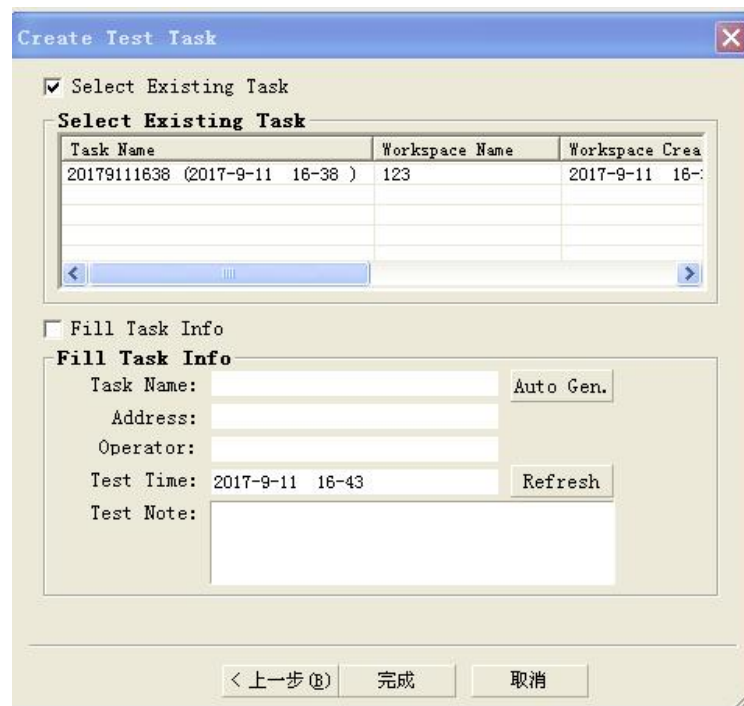 Create Test Task
Select Existing Task
Select Existing Task
Task Name Workspace Name Workspace Crea
20179111638 (2017-9-11 16-38 ) 123 2017-9-11 16-
Fill Task Info
Fill Task Info
Task Name: Auto Gen.
Address:
Operator:
Test Time: 2017-9-11 16-43 Refresh
Test Note:
< 上一步(B) 完成 取消